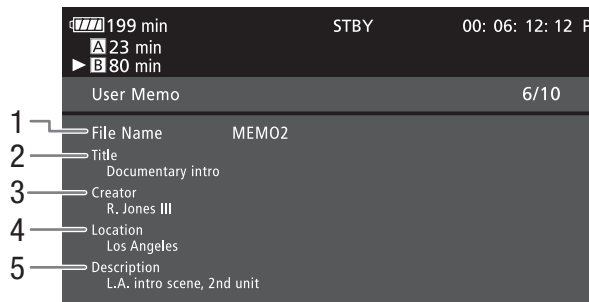 199 min STBY 00: 06: 12: 12 P
A 23 min
B 80 min
User Memo 6/10
1 File Name MEMO2
2 Title
Documentary intro
3 Creator
R. Jones III
4 Location
Los Angeles
5 Description
L.A. intro scene, 2nd unit